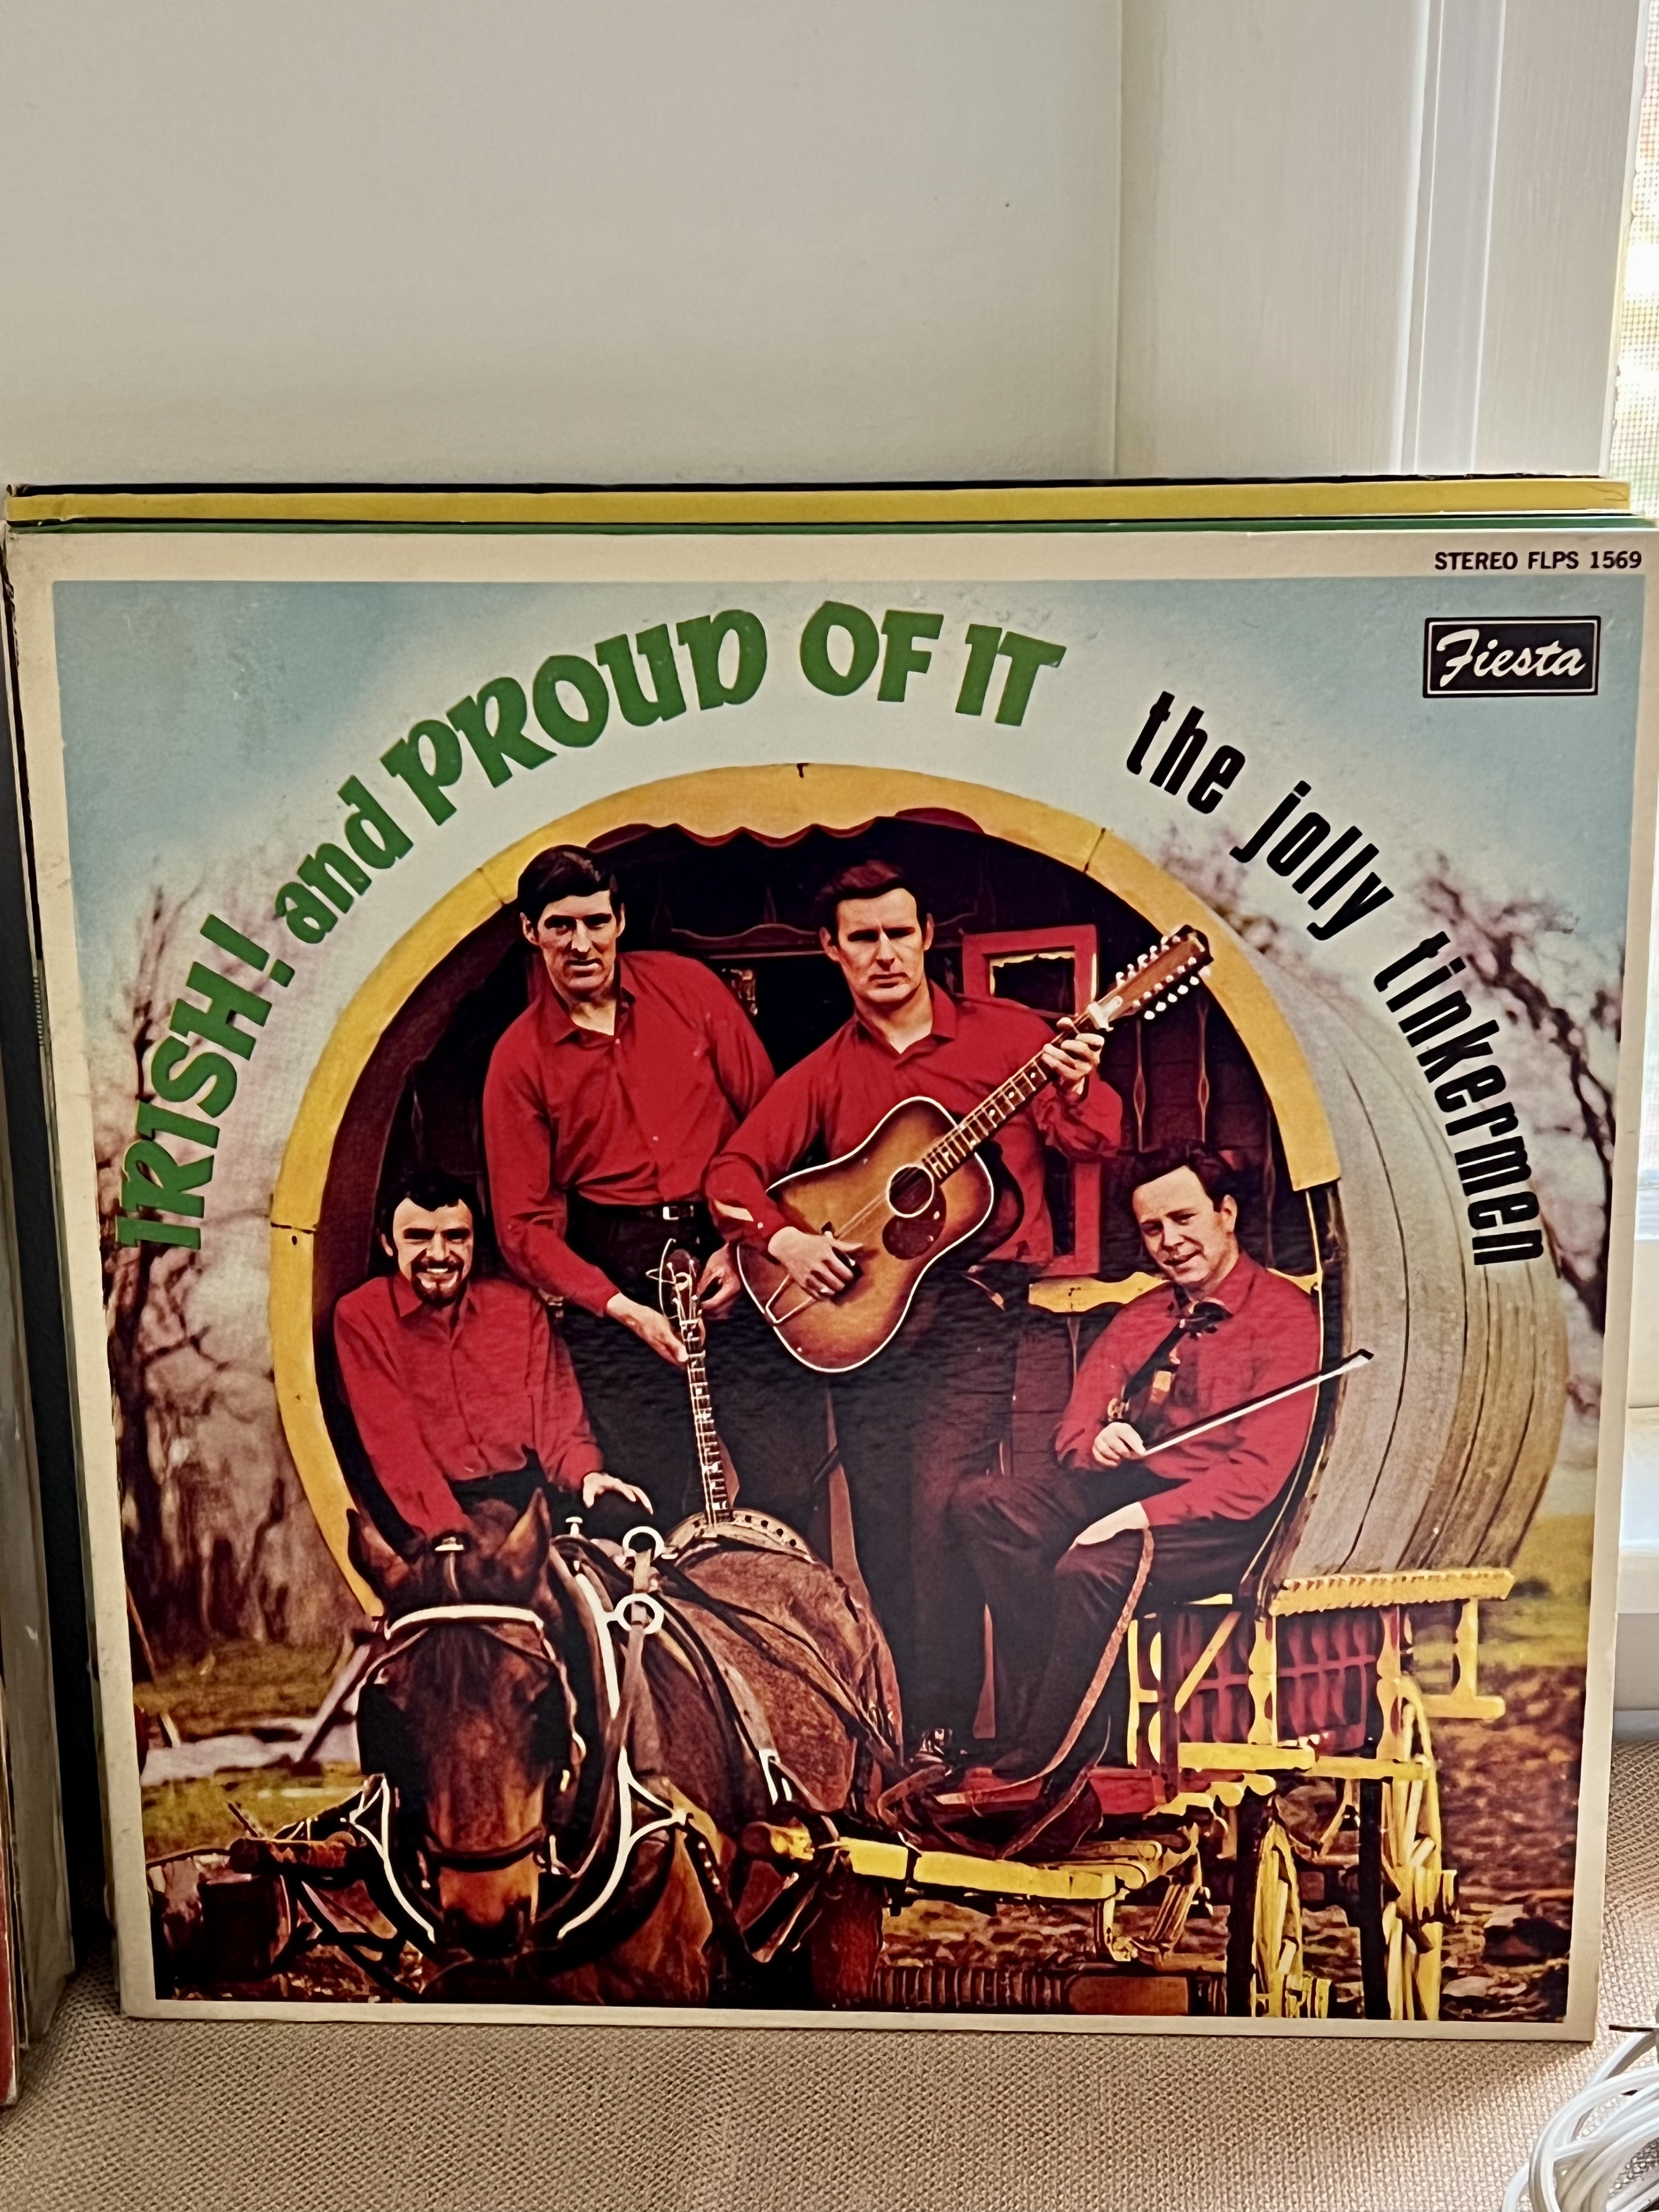 STEREO FLPS 1569
Fiesta
IRISH! and PROUD OF IT
the jolly tinkermen